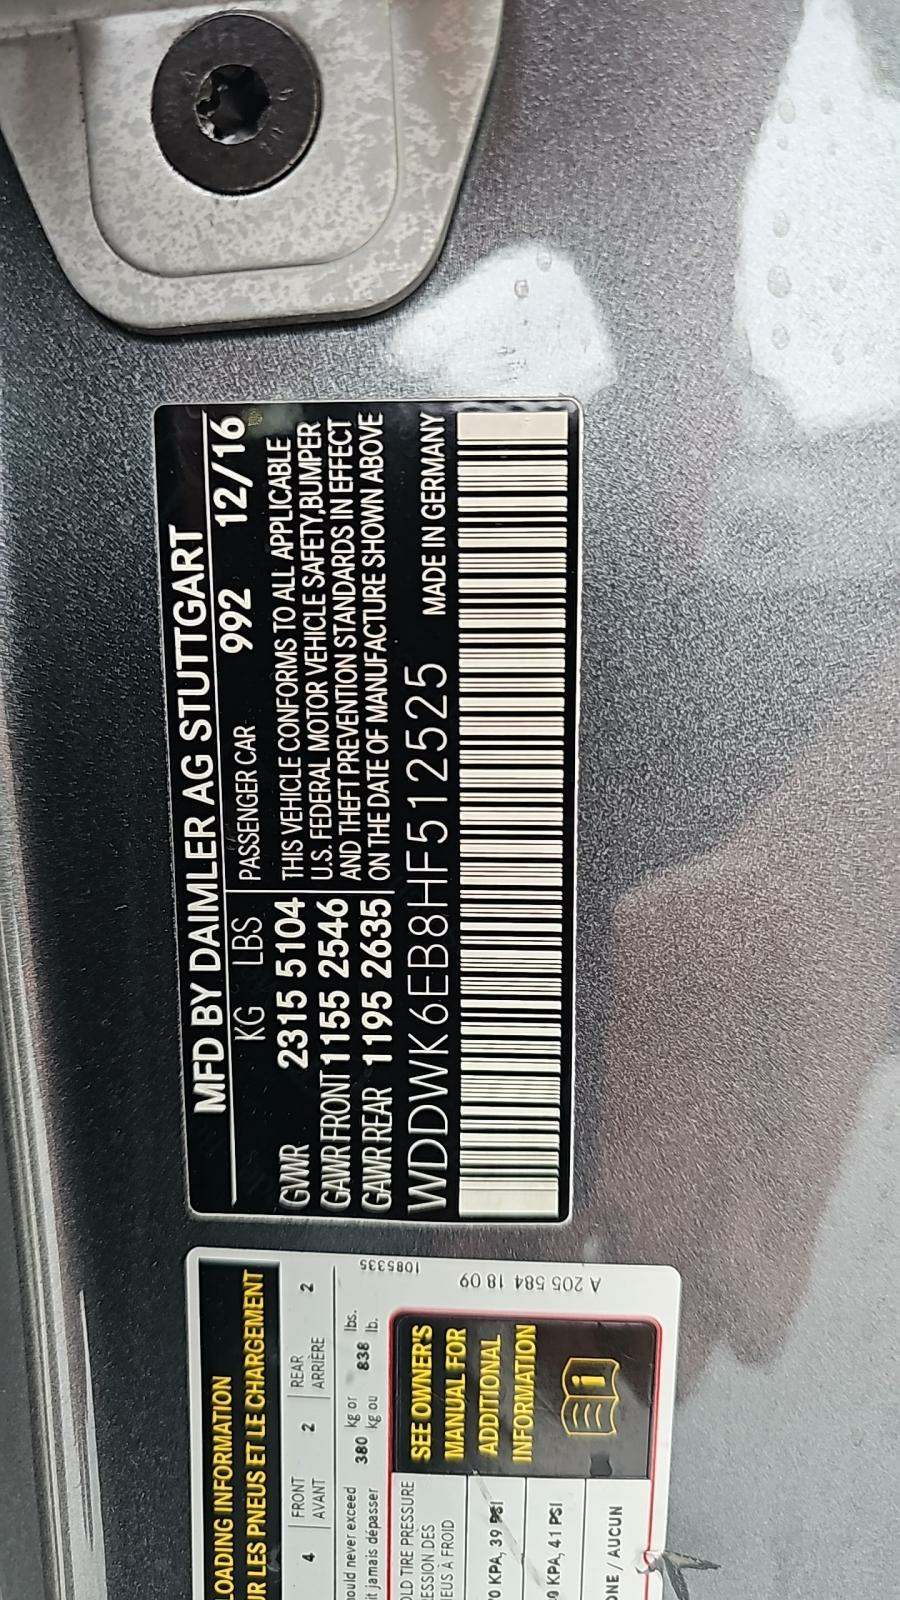 MFD BY DAIMLER AG STUTTGART
KG LBS PASSENGER CAR 992 12/16
GVWR 2315 5104
GAWR FRONT 1155 2546
GAWR REAR 1195 2635
THIS VEHICLE CONFORMS TO ALL APPLICABLE
U.S. FEDERAL MOTOR VEHICLE SAFETY,BUMPER
AND THEFT PREVENTION STANDARDS IN EFFECT
ON THE DATE OF MANUFACTURE SHOWN ABOVE
WDDWK6EB8HF512525 MADE IN GERMANY
LOADING INFORMATION
UR LES PNEUS ET LE CHARGEMENT
4 FRONT 2 REAR 2
AVANT ARRIÈRE
ould never exceed 380 kg or 838 lbs.
it jamais dépasser kg ou lb.
LD TIRE PRESSURE
ESSION DES
EUS À FROID
0 KPA, 39 PSI
0 KPA, 41 PSI
ONE / AUCUN
SEE OWNER'S
MANUAL FOR
ADDITIONAL
INFORMATION
1085335
A 205 584 18 09